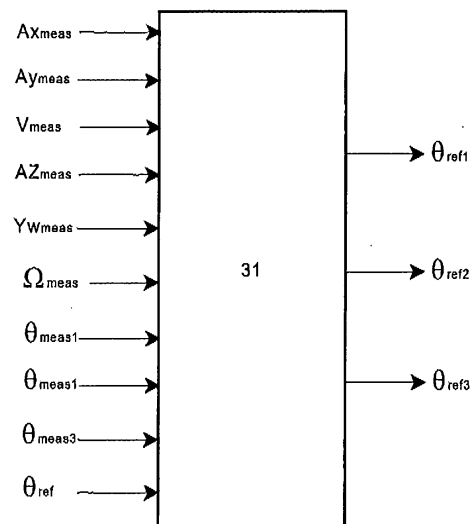 Axmeas
Aymeas
Vmeas
AZmeas
Ywmeas
Ωmeas
θmeas1
θmeas1
θmeas3
θref
31
θref1
θref2
θref3